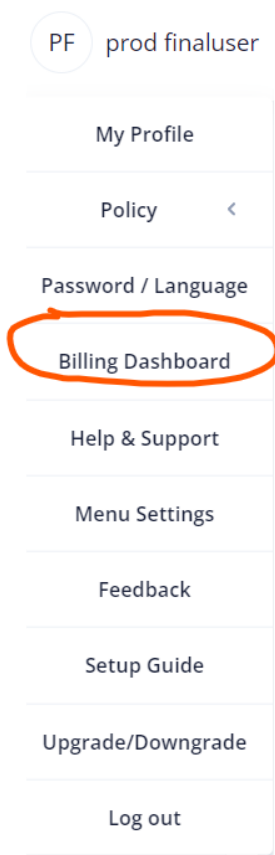 PF prod finaluser
My Profile
Policy
Password / Language
Billing Dashboard
Help & Support
Menu Settings
Feedback
Setup Guide
Upgrade/Downgrade
Log out